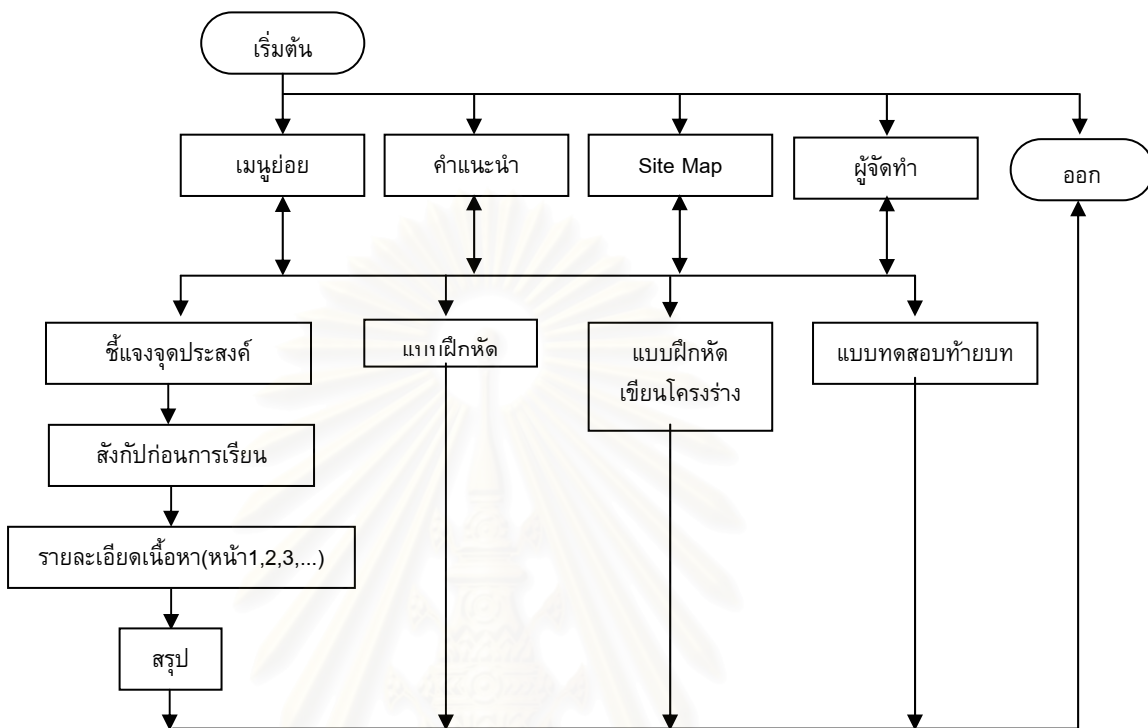 เริ่มต้น
เมนูย่อย
คำแนะนำ
Site Map
ผู้จัดทำ
ออก
ชี้แจงจุดประสงค์
แบบฝึกหัด
แบบฝึกหัด
เขียนโครงร่าง
แบบทดสอบท้ายบท
สังกัปก่อนการเรียน
รายละเอียดเนื้อหา(หน้า1,2,3,...)
สรุป